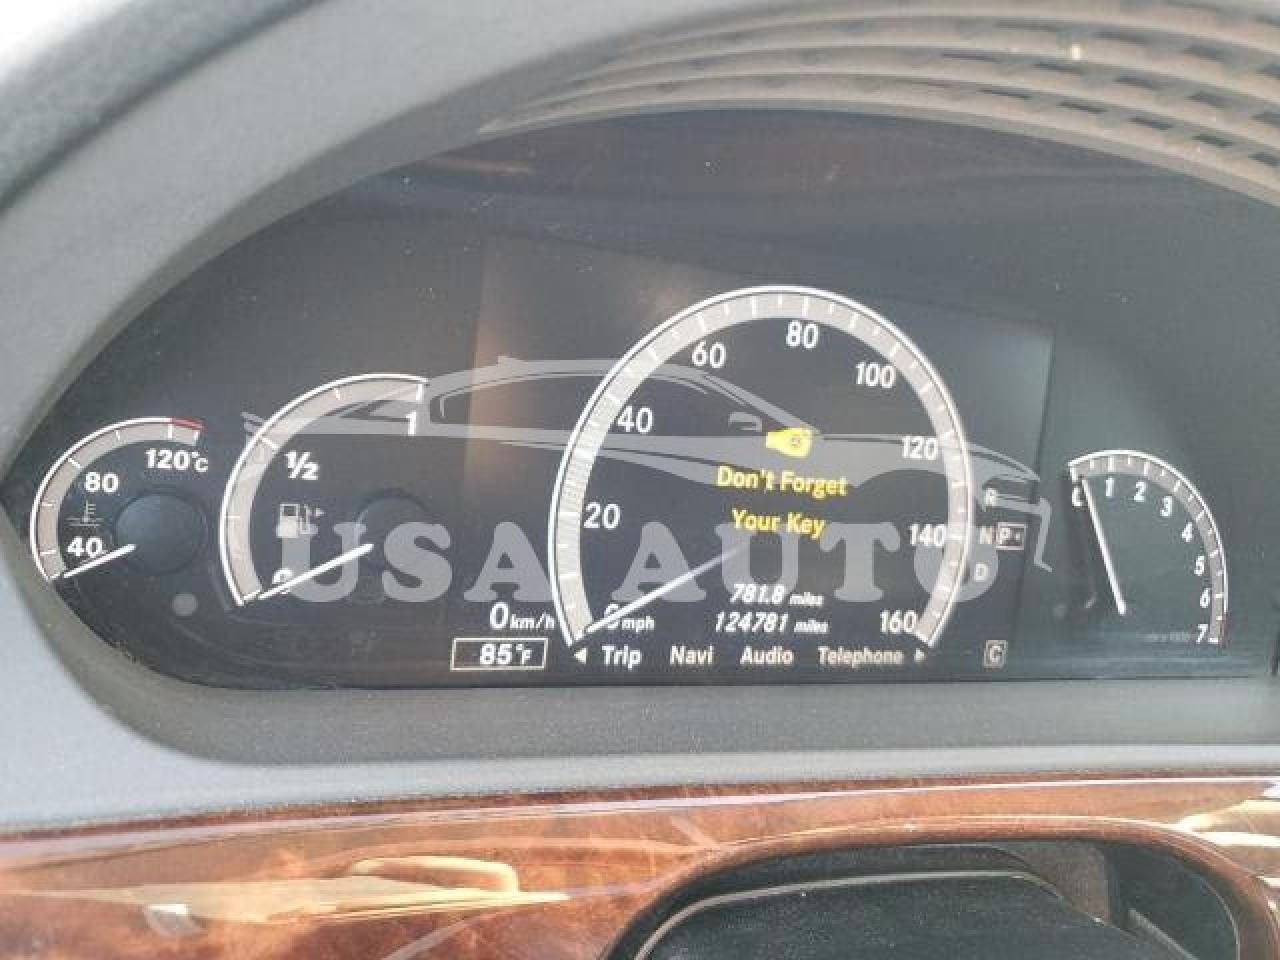 80
100
60
120
40
140
20
160
0 mph
Don't Forget
Your Key
781.8 miles
124781 miles
Trip Navi Audio Telephone
0 km/h
85°F
1
1/2
120°C
80
40
R
N P
D
C
0 1 2 3 4 5 6 7
USA AUTO